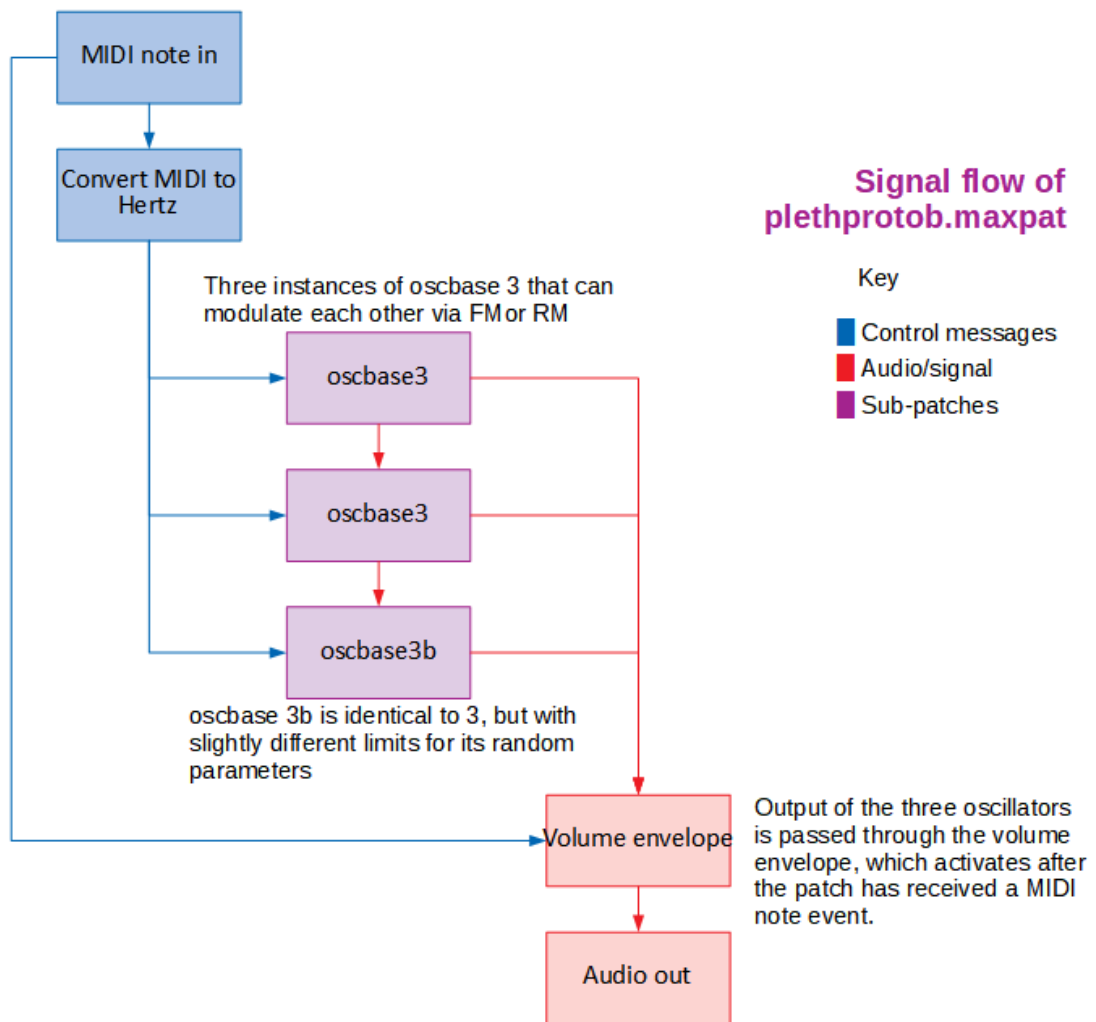 MIDI note in
Convert MIDI to
Hertz
Signal flow of
plethprotob.maxpat
Key
Control messages
Audio/signal
Sub-patches
Three instances of oscbase 3 that can
modulate each other via FM or RM
oscbase3
oscbase3
oscbase3b
oscbase 3b is identical to 3, but with
slightly different limits for its random
parameters
Volume envelope
Output of the three oscillators
is passed through the volume
envelope, which activates after
the patch has received a MIDI
note event.
Audio out